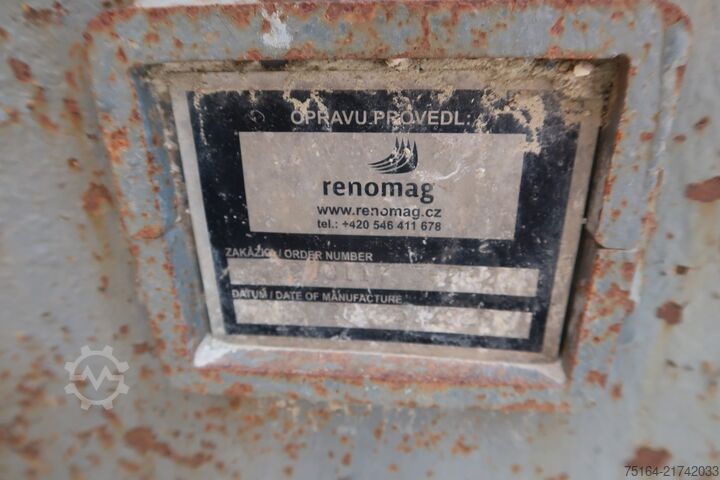 OPRAVU PROVEDL:
renomag
www.renomag.cz
tel.: +420 546 411 678
ZAKÁZKA / ORDER NUMBER
DATUM / DATE OF MANUFACTURE
75164-21742033